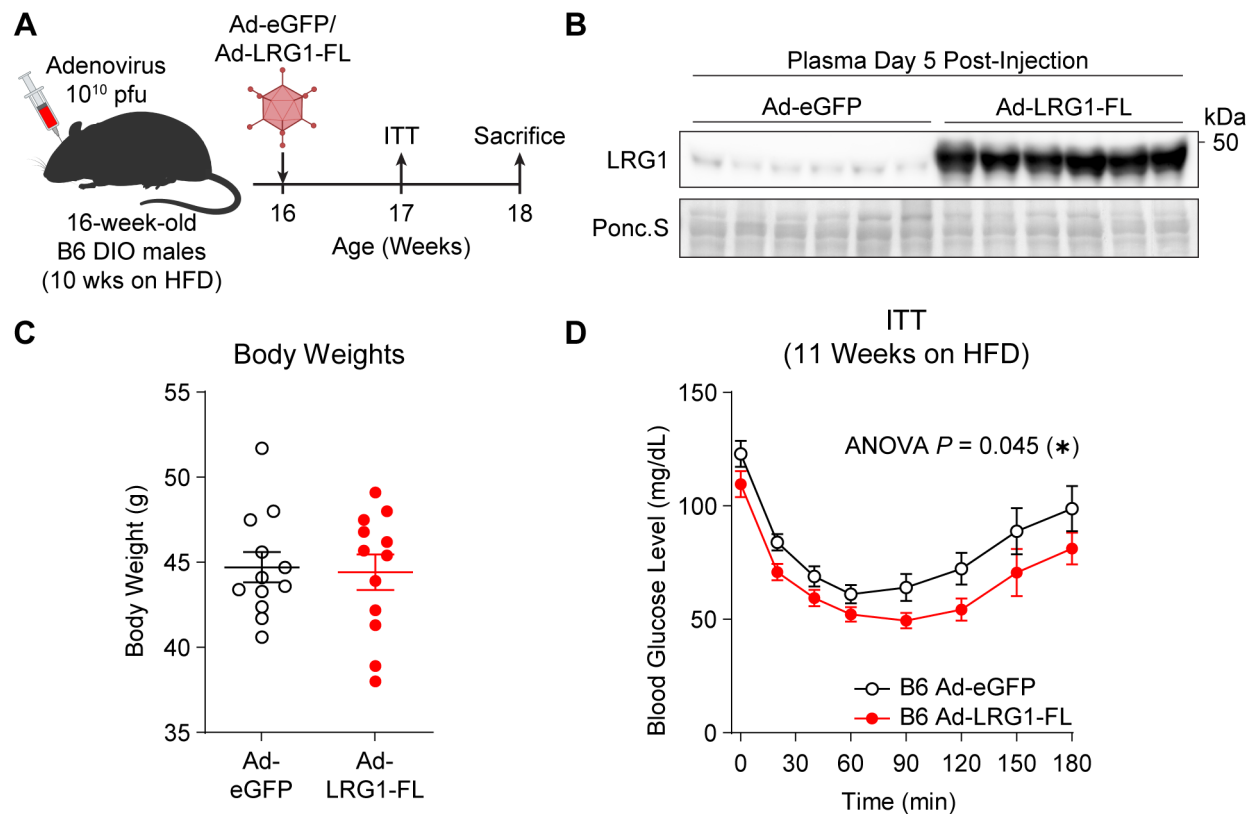 A
Adenovirus
10¹⁰ pfu
16-week-old
B6 DIO males
(10 wks on HFD)
Ad-eGFP/
Ad-LRG1-FL
ITT
Sacrifice
16
17
18
Age (Weeks)
B
Plasma Day 5 Post-Injection
Ad-eGFP
Ad-LRG1-FL
kDa
LRG1
50
Ponc.S
C
Body Weights
Body Weight (g)
55
50
45
40
35
Ad-
eGFP
Ad-
LRG1-FL
D
ITT
(11 Weeks on HFD)
ANOVA P = 0.045 (∗)
Blood Glucose Level (mg/dL)
150
100
50
0
B6 Ad-eGFP
B6 Ad-LRG1-FL
0 30 60 90 120 150 180
Time (min)